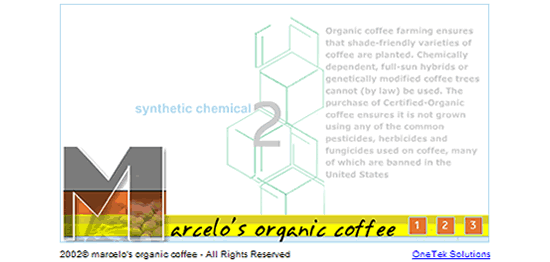 Organic coffee farming ensures
that shade-friendly varieties of
coffee are planted. Chemically
dependent, full-sun hybrids or
genetically modified coffee trees
cannot (by law) be used. The
purchase of Certified-Organic
coffee ensures it is not grown
using any of the common
pesticides, herbicides and
fungicides used on coffee, many
of which are banned in the
United States
synthetic chemical
2
Marcelo's organic coffee 1 2 3
2002© marcelo's organic coffee - All Rights Reserved OneTek Solutions